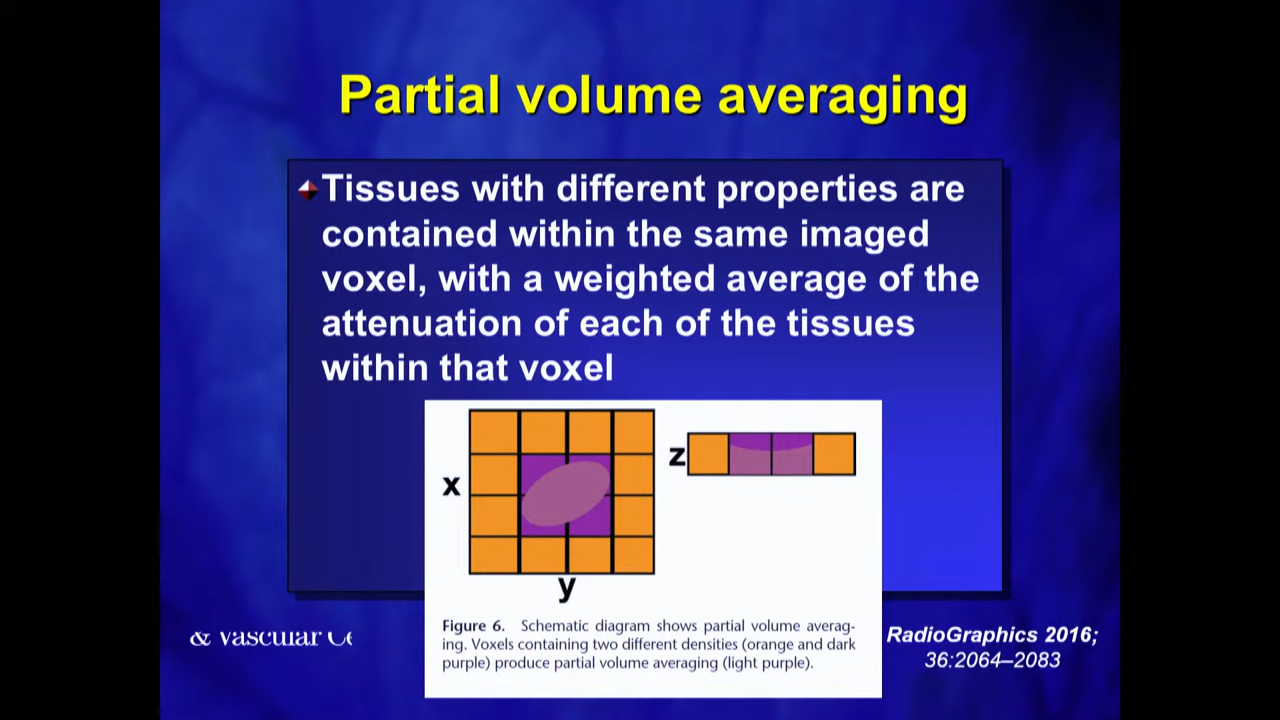 Partial volume averaging
Tissues with different properties are
contained within the same imaged
voxel, with a weighted average of the
attenuation of each of the tissues
within that voxel
x
y
z
Figure 6. Schematic diagram shows partial volume averag-
ing. Voxels containing two different densities (orange and dark
purple) produce partial volume averaging (light purple).
& Vascular
RadioGraphics 2016;
36:2064–2083